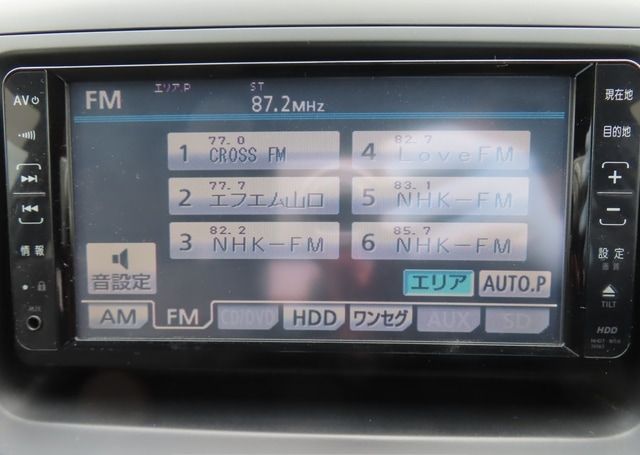 AV
FM
エリア.P
ST
87.2MHz
現在地
目的地
1 77.0 CROSS FM
4 82.7 LoveFM
2 77.7 エフエム山口
5 83.1 NHK-FM
3 82.2 NHK-FM
6 85.7 NHK-FM
情報
設定
画質
音設定
エリア
AUTO.P
AM
FM
CD/DVD
HDD
ワンセグ
AUX
SD
TILT
HDD